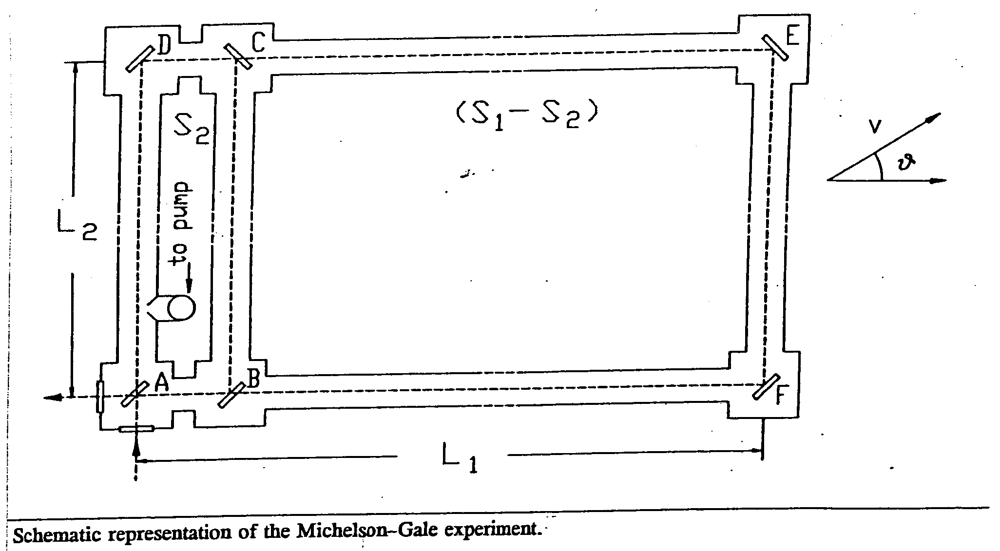 D C E
S2 (S1 - S2)
v
ϑ
L2
to pump
A B F
L1
Schematic representation of the Michelson–Gale experiment.